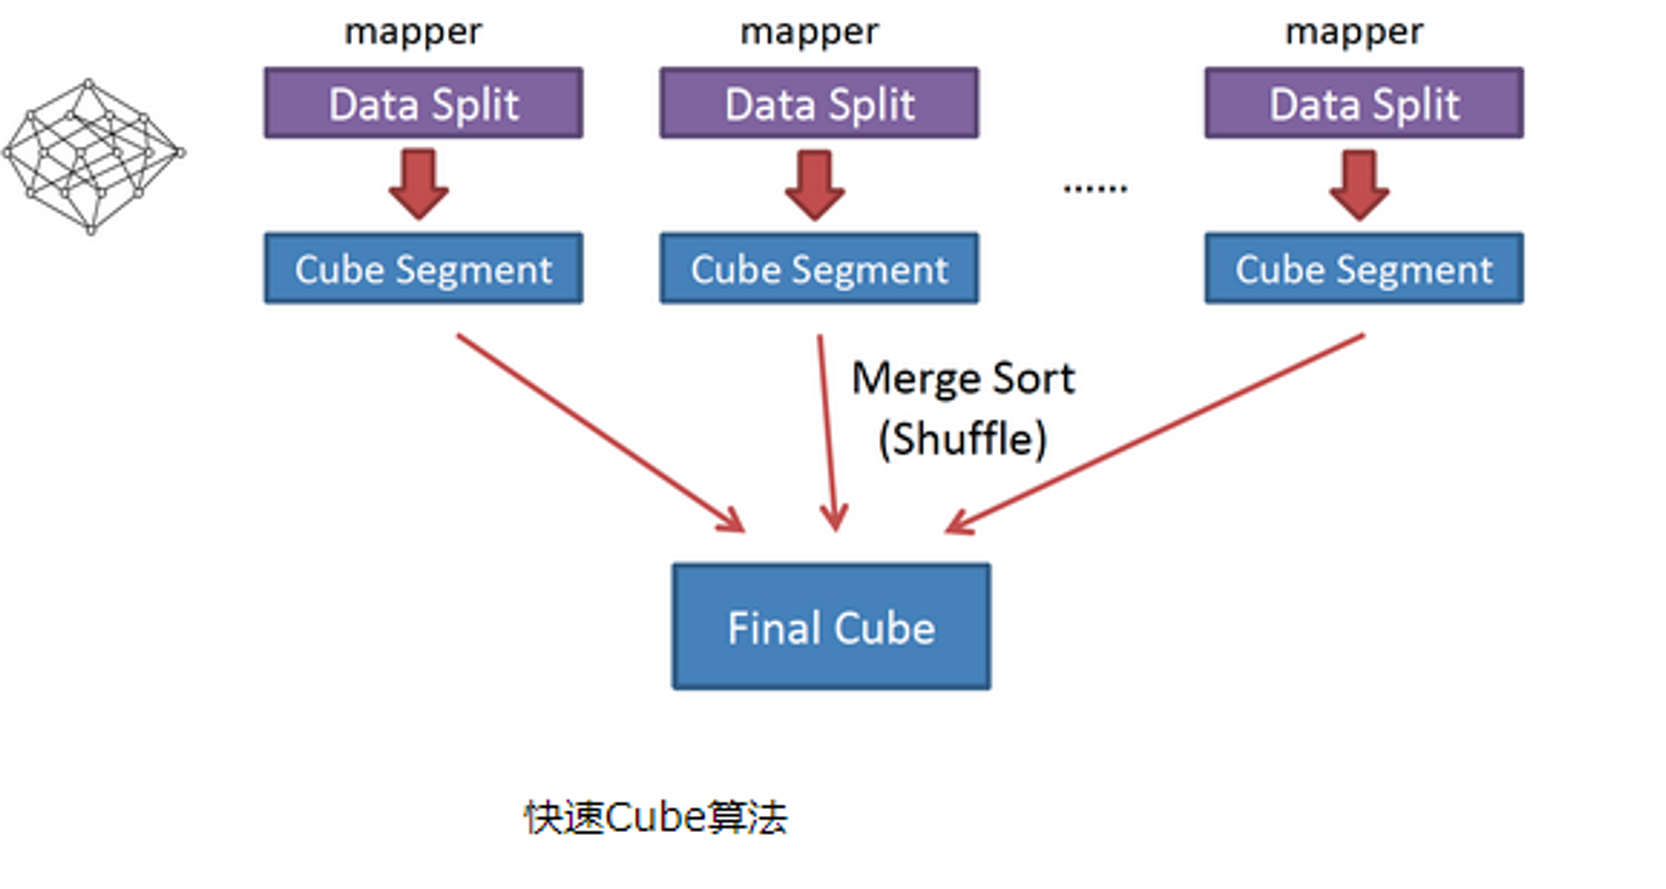 mapper
mapper
mapper
Data Split
Data Split
Data Split
......
Cube Segment
Cube Segment
Cube Segment
Merge Sort
(Shuffle)
Final Cube
快速Cube算法